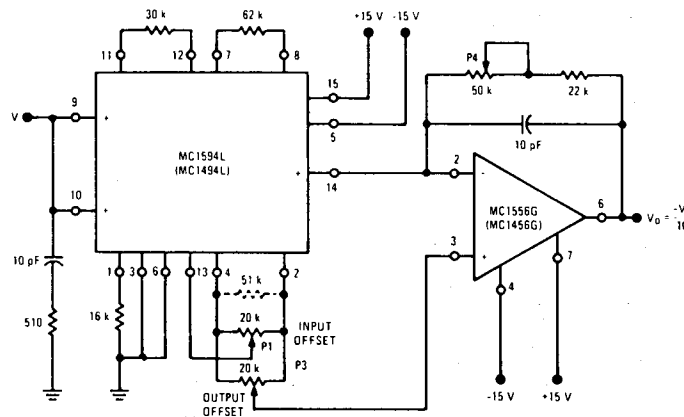 30 k
62 k
+15 V
-15 V
11
12
7
8
P4
50 k
22 k
15
V
9
+
5
10 pF
MC1594L
(MC1494L)
+
14
2
-
10
+
MC1556G
(MC1456G)
6
10 pF
1
3
6
13
4
2
3
+
7
51 k
4
510
16 k
20 k
INPUT
OFFSET
P1
20 k
P3
OUTPUT
OFFSET
-15 V
+15 V